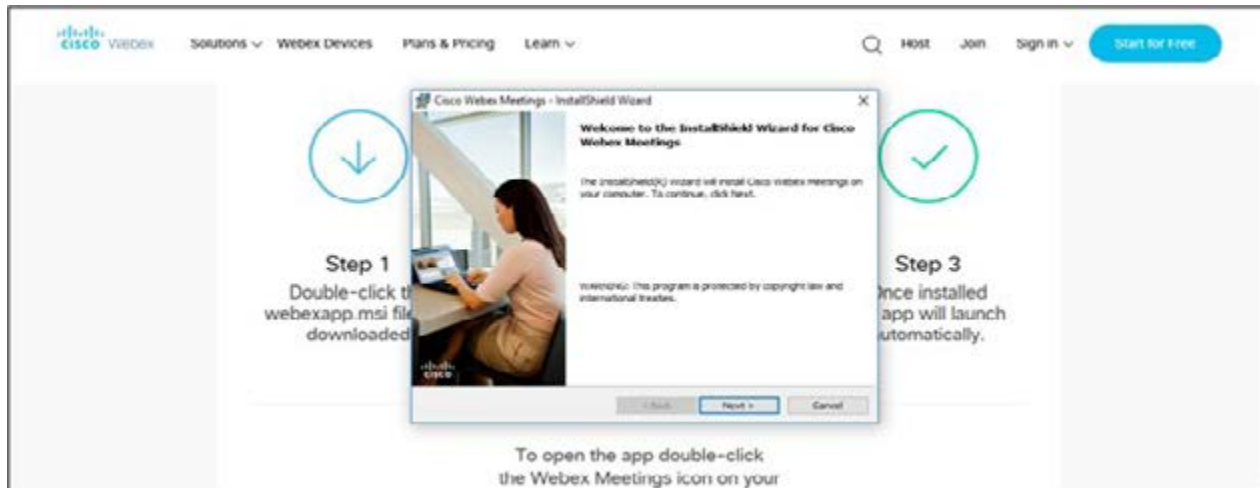 CISCO Webex Solutions Webex Devices Plans & Pricing Learn Host Join Sign in Start for Free
Cisco Webex Meetings - InstallShield Wizard
Welcome to the InstallShield Wizard for Cisco
Webex Meetings
The InstallShield(R) Wizard will install Cisco Webex Meetings on
your computer. To continue, click Next.
WARNING: This program is protected by copyright law and
international treaties.
cisco
< Back Next > Cancel
Step 1
Double-click t
webexapp.msi file
downloaded
Step 3
Once installed
app will launch
utomatically.
To open the app double-click
the Webex Meetings icon on your